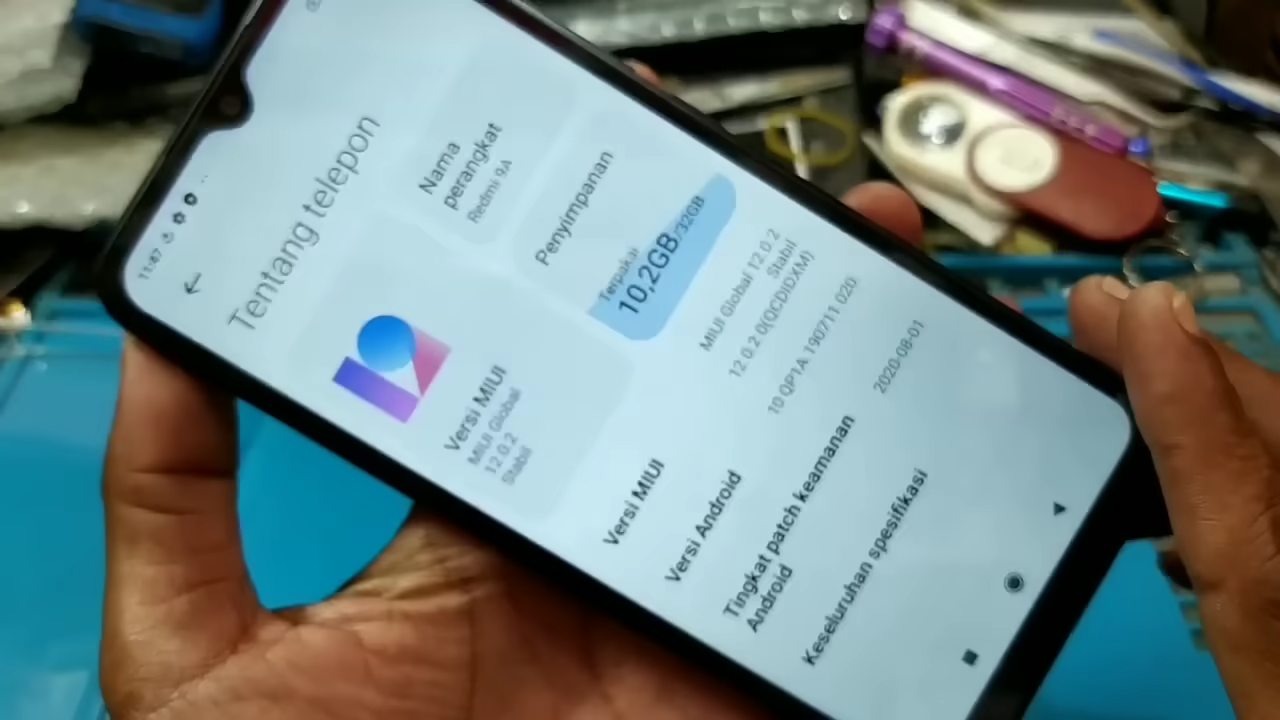 11:47
Tentang telepon
Nama
perangkat
Redmi 9A
Penyimpanan
Terpakai
10,2GB/32GB
Versi MIUI
MIUI Global
12.0.2
Stabil
Versi MIUI
MIUI Global 12.0.2
Stabil
12.0.2.0(QCDIDXM)
Versi Android
10 QP1A.190711.020
Tingkat patch keamanan
Android
2020-08-01
Keseluruhan spesifikasi